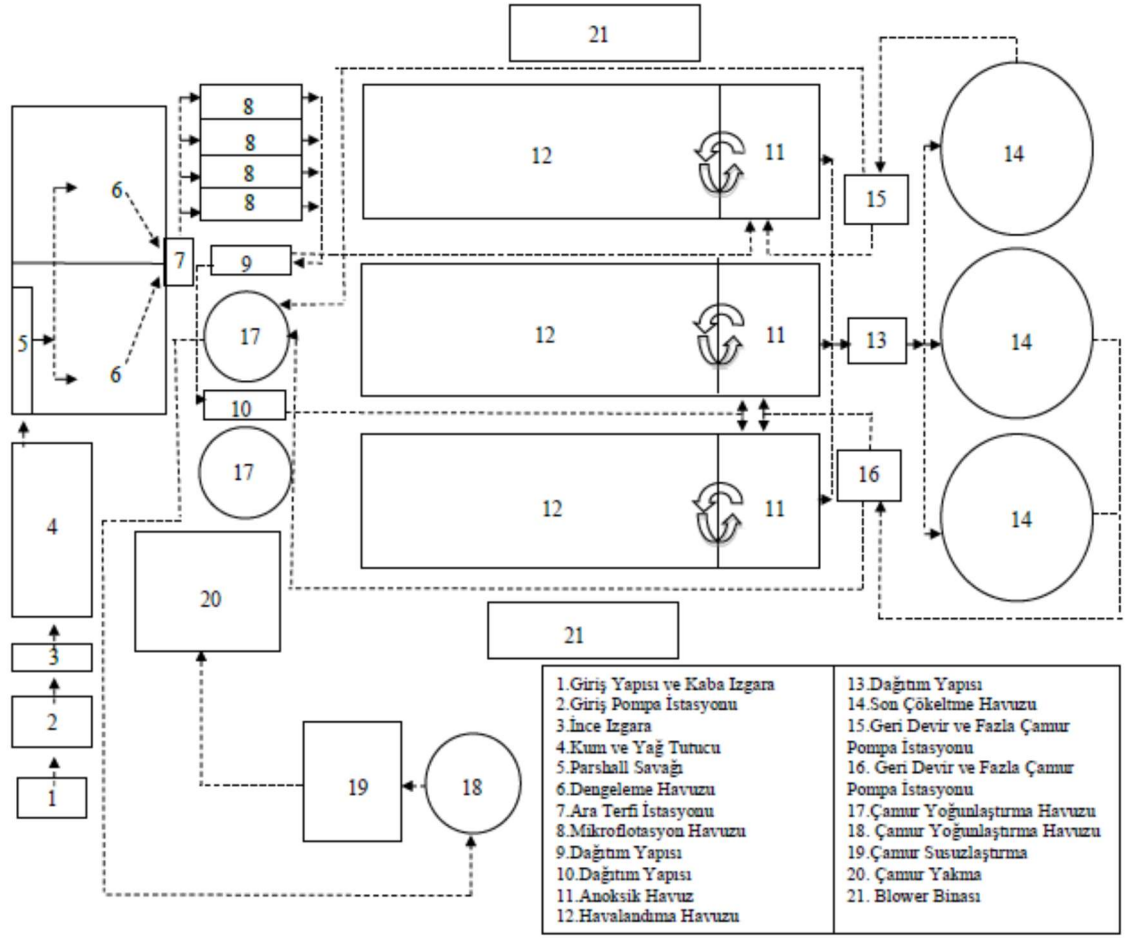 21
8
8
8
8
12
11
14
15
6
7
9
5
17
12
11
13
14
6
10
17
16
4
12
11
14
20
21
3
2
1
19
18
1.Giriş Yapısı ve Kaba Izgara
2.Giriş Pompa İstasyonu
3.İnce Izgara
4.Kum ve Yağ Tutucu
5.Parshall Savağı
6.Dengeleme Havuzu
7.Ara Terfi İstasyonu
8.Mikroflotasyon Havuzu
9.Dağıtım Yapısı
10.Dağıtım Yapısı
11.Anoksik Havuz
12.Havalandıma Havuzu
13.Dağıtım Yapısı
14.Son Çökeltme Havuzu
15.Geri Devir ve Fazla Çamur
Pompa İstasyonu
16. Geri Devir ve Fazla Çamur
Pompa İstasyonu
17.Çamur Yoğunlaştırma Havuzu
18. Çamur Yoğunlaştırma Havuzu
19.Çamur Susuzlaştırma
20. Çamur Yakma
21. Blower Binası